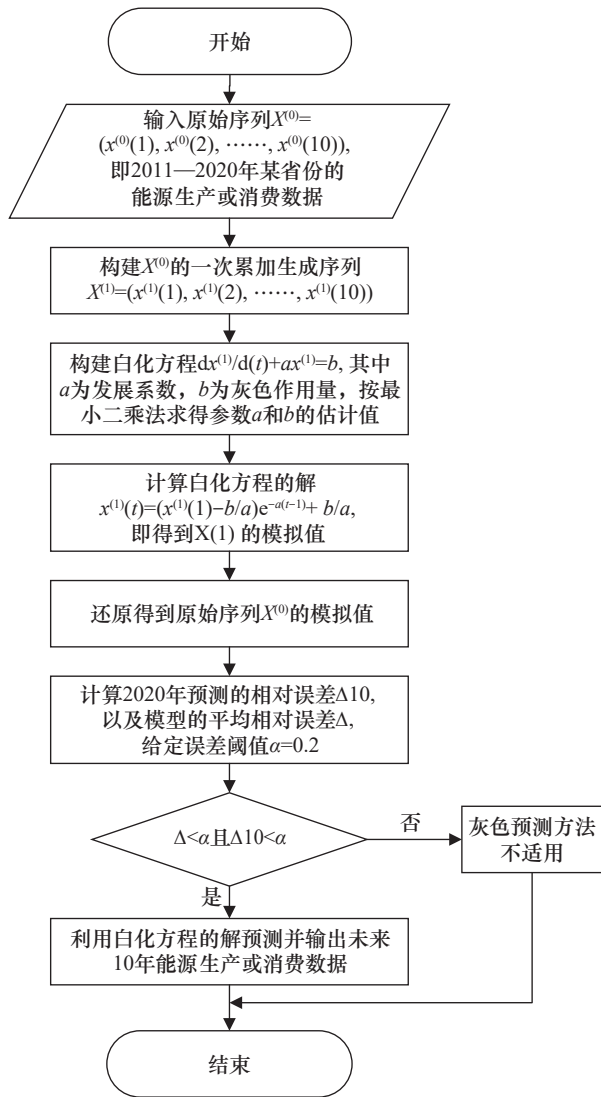 开始
输入原始序列X⁽⁰⁾=
(x⁽⁰⁾(1), x⁽⁰⁾(2), ……, x⁽⁰⁾(10)),
即2011—2020年某省份的
能源生产或消费数据
构建X⁽⁰⁾的一次累加生成序列
X⁽¹⁾=(x⁽¹⁾(1), x⁽¹⁾(2), ……, x⁽¹⁾(10))
构建白化方程dx⁽¹⁾/d(t)+ax⁽¹⁾=b, 其中
a为发展系数，b为灰色作用量，按最
小二乘法求得参数a和b的估计值
计算白化方程的解
x⁽¹⁾(t)=(x⁽¹⁾(1)−b/a)e⁻ᵃ⁽ᵗ⁻¹⁾+ b/a,
即得到X(1) 的模拟值
还原得到原始序列X⁽⁰⁾的模拟值
计算2020年预测的相对误差Δ10,
以及模型的平均相对误差Δ,
给定误差阈值α=0.2
Δ<α且Δ10<α
否
灰色预测方法
不适用
是
利用白化方程的解预测并输出未来
10年能源生产或消费数据
结束